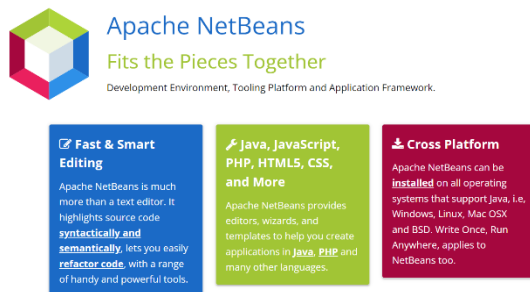 Apache NetBeans
Fits the Pieces Together
Development Environment, Tooling Platform and Application Framework.
Fast & Smart
Editing
Apache NetBeans is much
more than a text editor. It
highlights source code
syntactically and
semantically, lets you easily
refactor code, with a range
of handy and powerful tools.
Java, JavaScript,
PHP, HTML5, CSS,
and More
Apache NetBeans provides
editors, wizards, and
templates to help you create
applications in Java, PHP and
many other languages.
Cross Platform
Apache NetBeans can be
installed on all operating
systems that support Java, i.e,
Windows, Linux, Mac OSX
and BSD. Write Once, Run
Anywhere, applies to
NetBeans too.